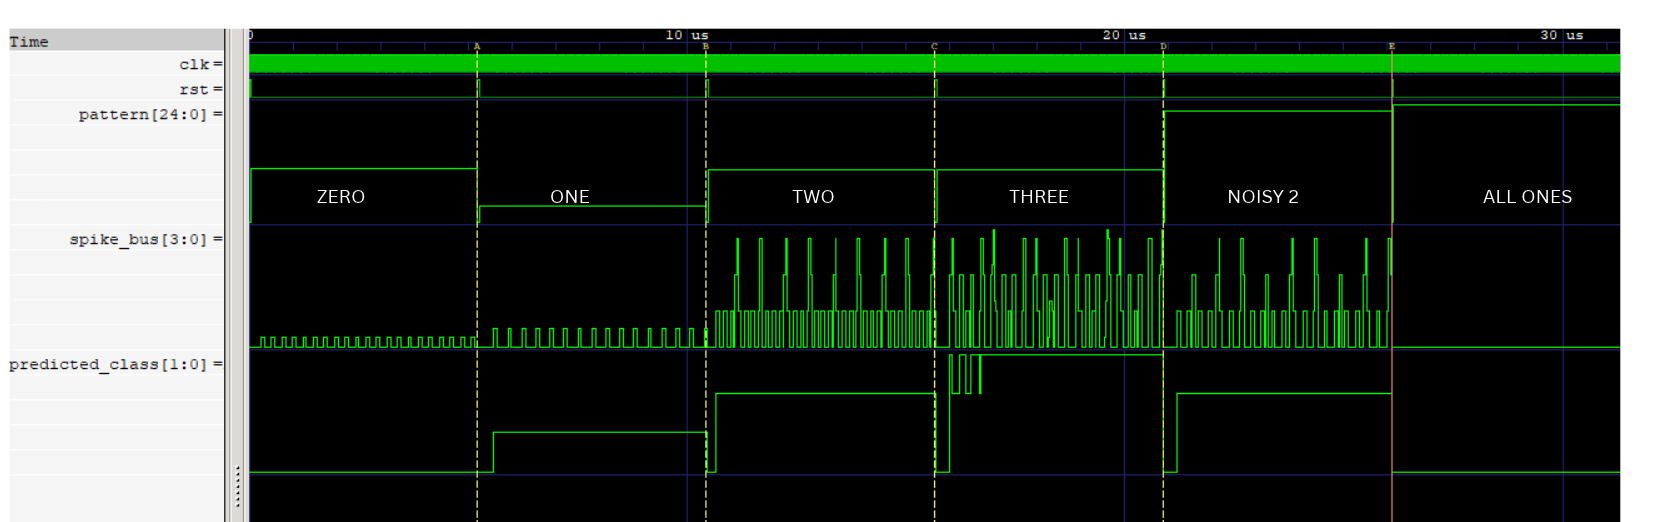 Time
0 10 us 20 us 30 us
A B C D E
clk=
rst=
pattern[24:0]=
ZERO ONE TWO THREE NOISY 2 ALL ONES
spike_bus[3:0]=
predicted_class[1:0]=